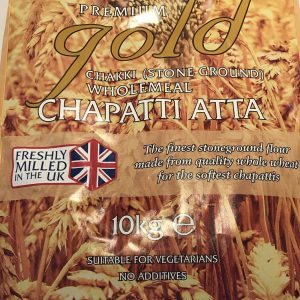 PREMIUM
gold
CHAKKI (STONE GROUND)
WHOLEMEAL
CHAPATTI ATTA
FRESHLY
MILLED
IN THE UK
The finest stoneground flour
made from quality whole wheat
for the softest chapattis
10kg e
SUITABLE FOR VEGETARIANS
NO ADDITIVES